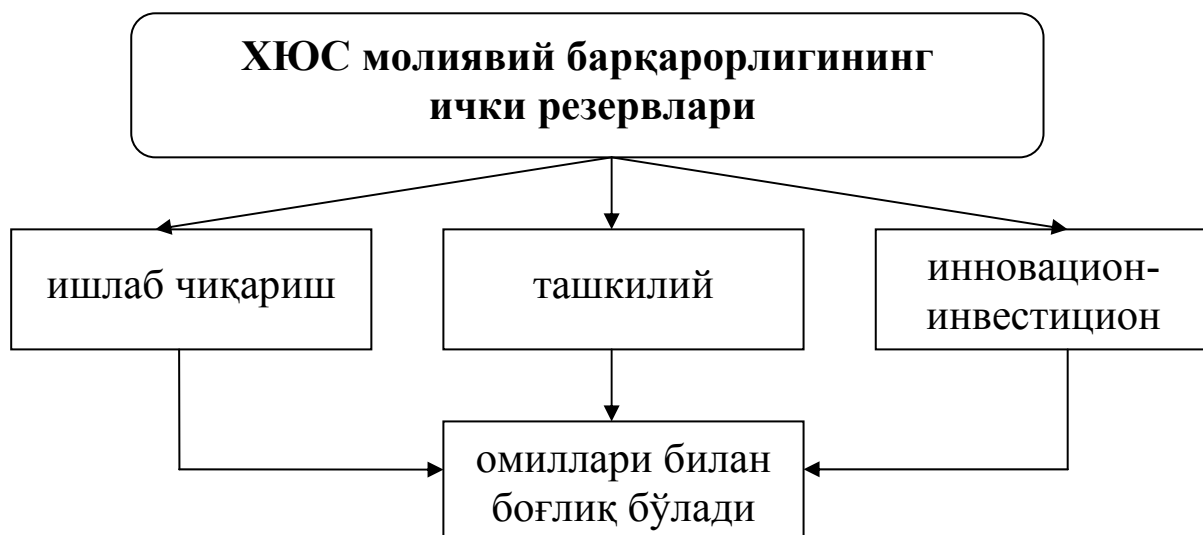 ХЮС молиявий барқарорлигининг
ички резервлари
ишлаб чиқариш
ташкилий
инновацион-
инвестицион
омиллари билан
боғлиқ бўлади